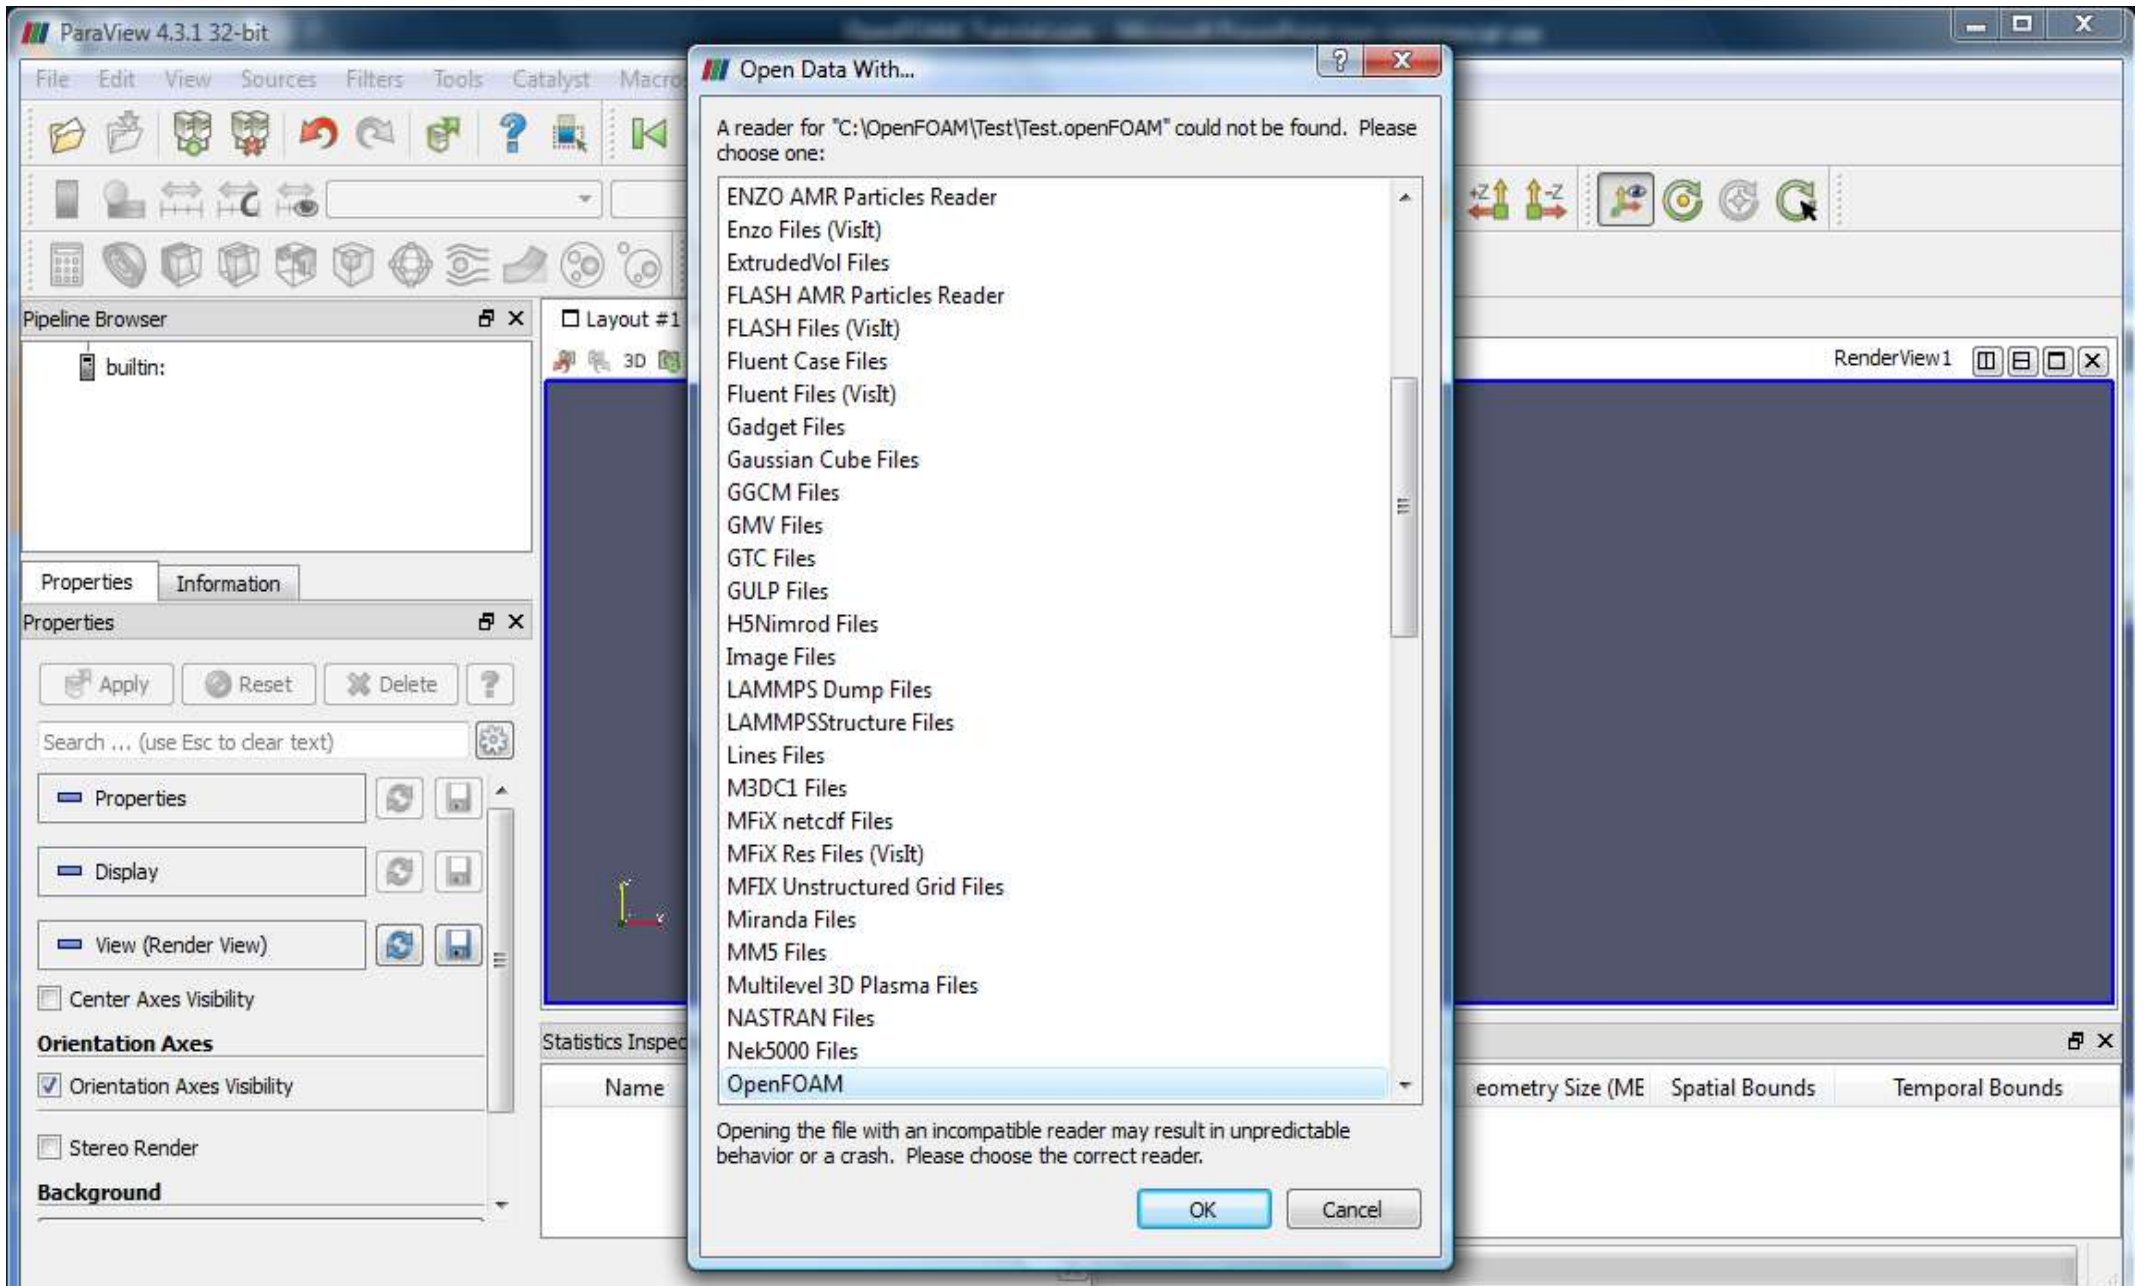 ParaView 4.3.1 32-bit
File Edit View Sources Filters Tools Catalyst Macro
Pipeline Browser
builtin:
Properties Information
Properties
Apply Reset Delete ?
Search ... (use Esc to clear text)
Properties
Display
View (Render View)
Center Axes Visibility
Orientation Axes
Orientation Axes Visibility
Stereo Render
Background
Layout #1
3D
RenderView1
Statistics Inspec
Name eometry Size (ME Spatial Bounds Temporal Bounds
Open Data With...
A reader for "C:\OpenFOAM\Test\Test.openFOAM" could not be found. Please
choose one:
ENZO AMR Particles Reader
Enzo Files (VisIt)
ExtrudedVol Files
FLASH AMR Particles Reader
FLASH Files (VisIt)
Fluent Case Files
Fluent Files (VisIt)
Gadget Files
Gaussian Cube Files
GGCM Files
GMV Files
GTC Files
GULP Files
H5Nimrod Files
Image Files
LAMMPS Dump Files
LAMMPSStructure Files
Lines Files
M3DC1 Files
MFiX netcdf Files
MFiX Res Files (VisIt)
MFIX Unstructured Grid Files
Miranda Files
MM5 Files
Multilevel 3D Plasma Files
NASTRAN Files
Nek5000 Files
OpenFOAM
Opening the file with an incompatible reader may result in unpredictable
behavior or a crash. Please choose the correct reader.
OK Cancel